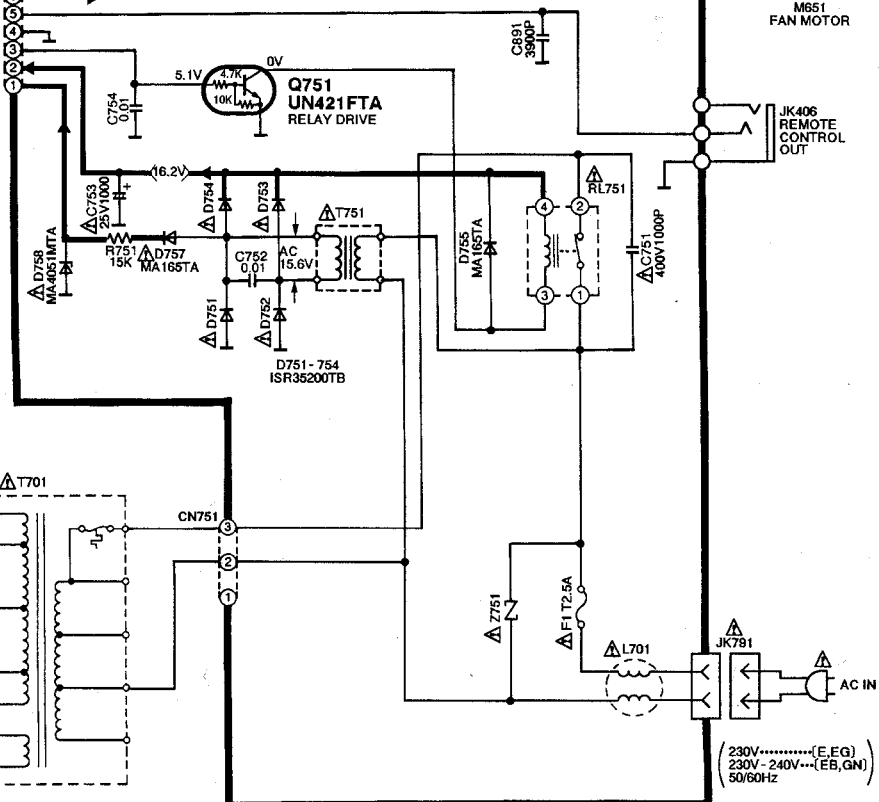 M651
FAN MOTOR
5
4
3
2
1
C891
3900P
5.1V
4.7K
10K
0V
Q751
UN421FTA
RELAY DRIVE
C754
0.01
JK406
REMOTE
CONTROL
OUT
(16.2V)
C753
25V1000
+
D754
D753
T751
RL751
4
2
3
1
D755
MA165TA
C751
400V1000P
D758
MA4051MTA
R751
15K
D757
MA165TA
C752
0.01
AC
15.6V
D751
D752
D751-754
ISR35200TB
T701
CN751
3
2
1
Z751
F1 T2.5A
L701
JK791
AC IN
230V············[E,EG]
230V-240V···[EB,GN]
50/60Hz